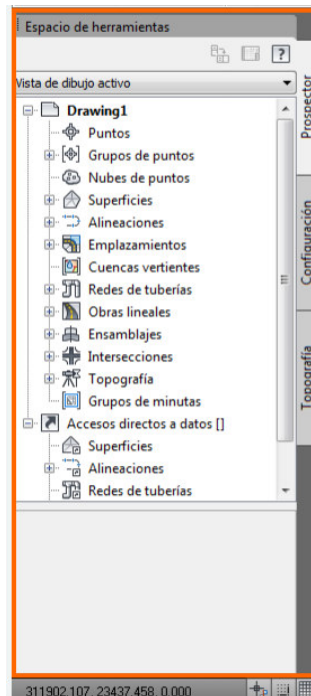 Espacio de herramientas
?
Vista de dibujo activo
Drawing1
Puntos
Grupos de puntos
Nubes de puntos
Superficies
Alineaciones
Emplazamientos
Cuencas vertientes
Redes de tuberías
Obras lineales
Ensamblajes
Intersecciones
Topografía
Grupos de minutas
Accesos directos a datos []
Superficies
Alineaciones
Redes de tuberías
Prospector
Configuración
Topografía
311902.107, 23437.458, 0.000